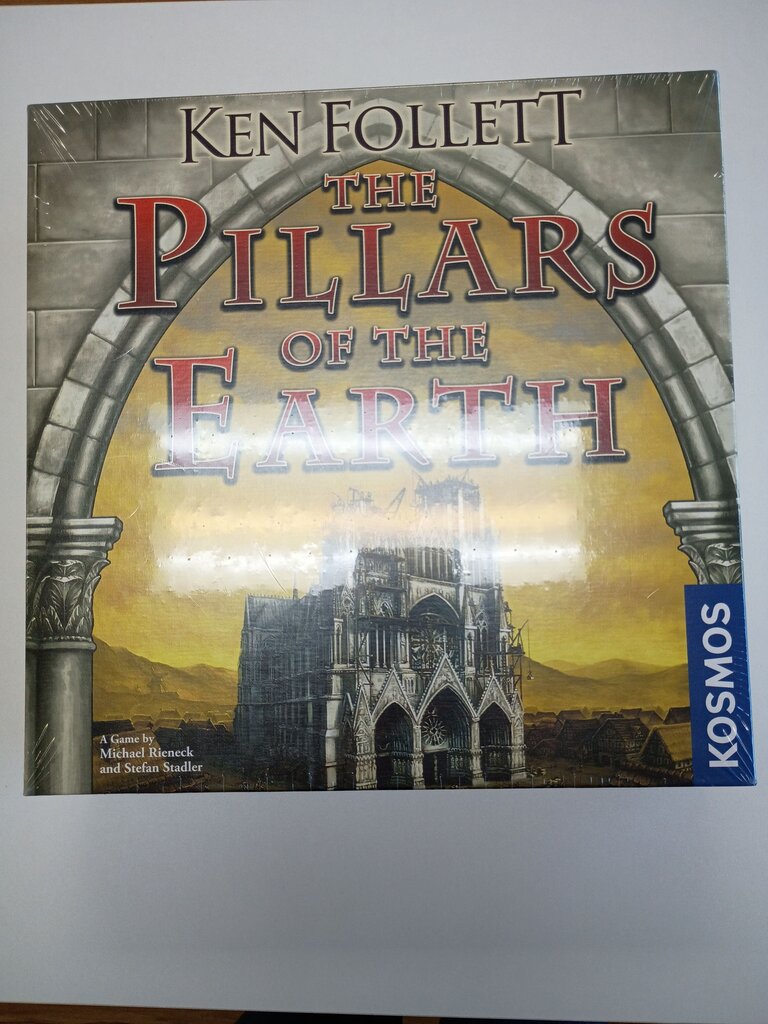 KEN FOLLETT
THE
PILLARS
OF THE
EARTH
A Game by
Michael Rieneck
and Stefan Stadler
KOSMOS